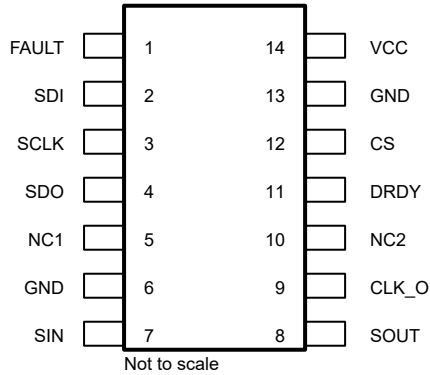 FAULT 1 14 VCC
SDI 2 13 GND
SCLK 3 12 CS
SDO 4 11 DRDY
NC1 5 10 NC2
GND 6 9 CLK_O
SIN 7 8 SOUT
Not to scale